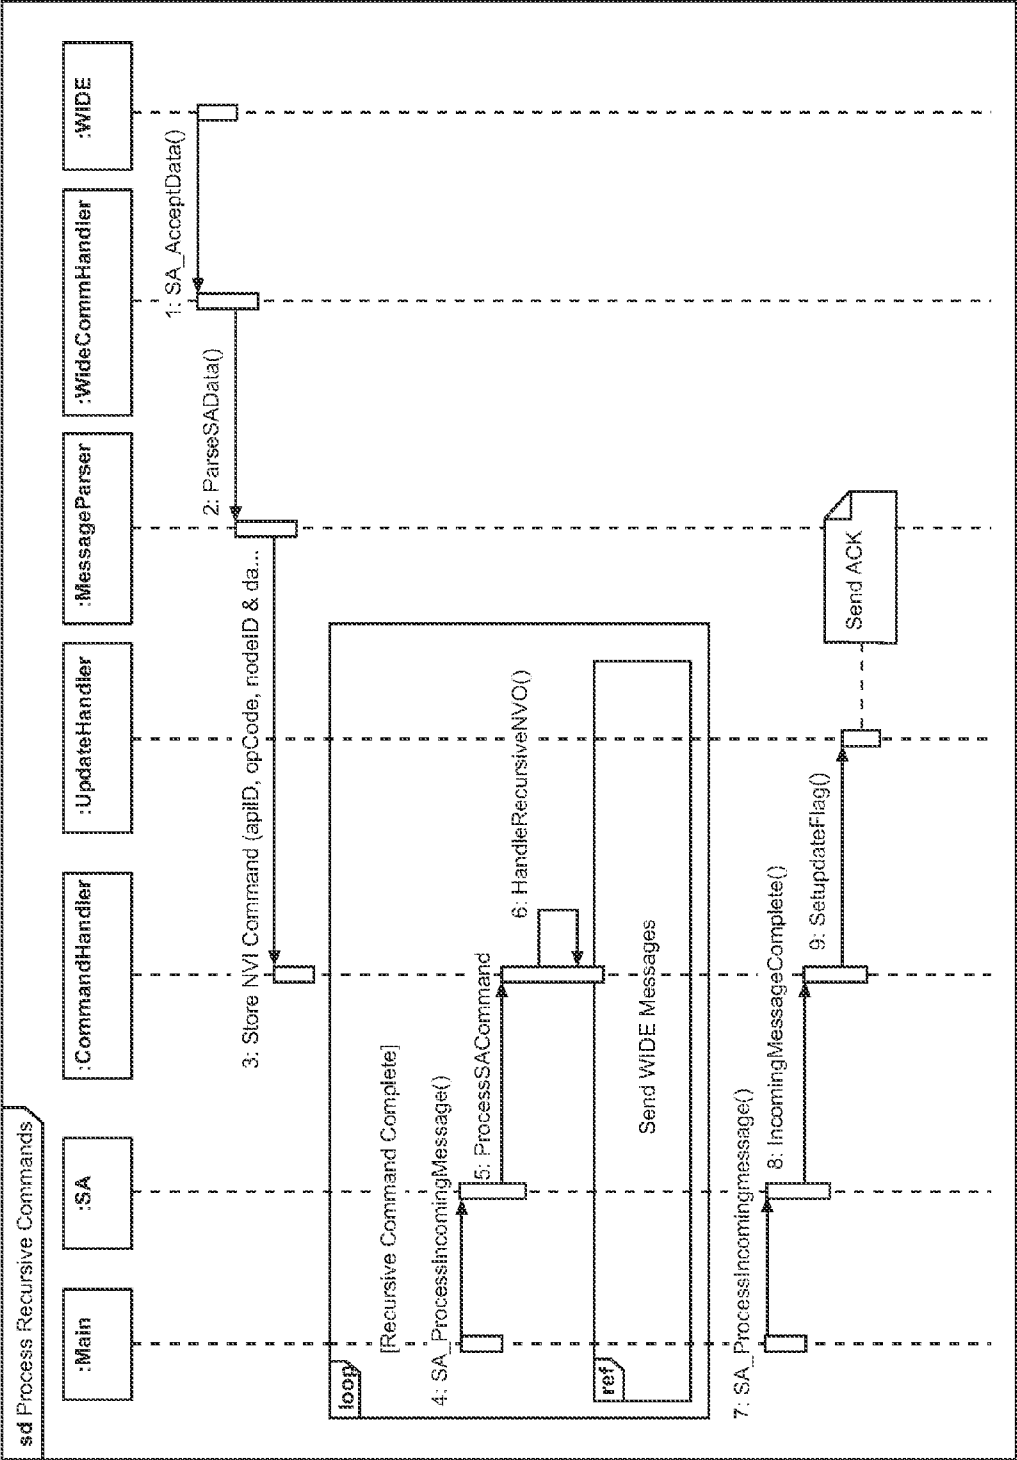 sd Process Recursive Commands
:Main
:SA
:CommandHandler
:UpdateHandler
:MessageParser
:WideCommHandler
:WIDE
1: SA_AcceptData()
2: ParseSAData()
3: Store NVI Command (apiID, opCode, nodeID & da...
loop
[Recursive Command Complete]
4: SA_ProcessIncomingMessage()
5: ProcessSACommand
6: HandleRecursiveNVO()
ref
Send WIDE Messages
7: SA_ProcessIncomingmessage()
8: IncomingMessageComplete()
9: SetupdateFlag()
Send ACK